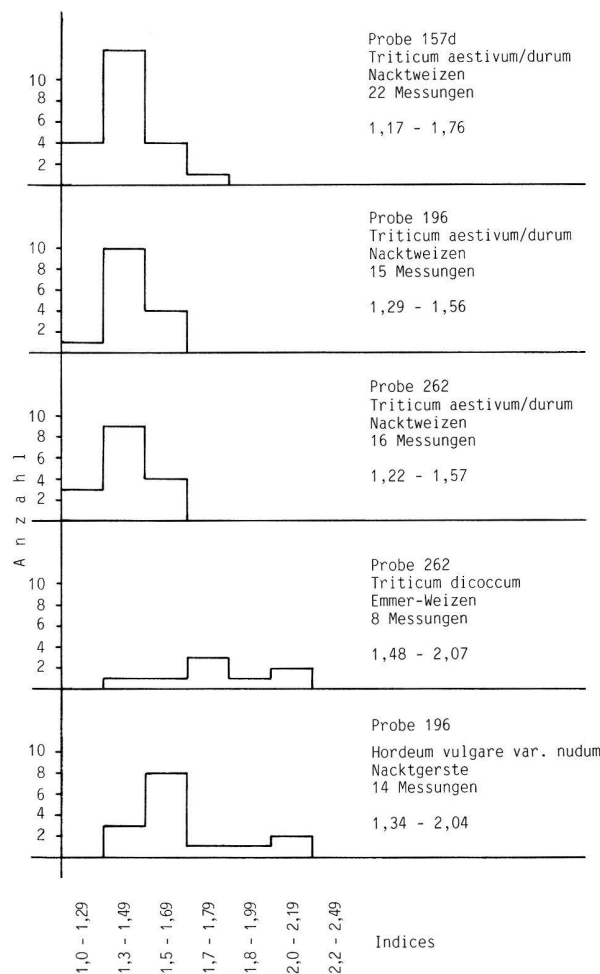 Probe 157d
Triticum aestivum/durum
Nacktweizen
22 Messungen
1,17 - 1,76
10
8
6
4
2
Probe 196
Triticum aestivum/durum
Nacktweizen
15 Messungen
1,29 - 1,56
10
8
6
4
2
Probe 262
Triticum aestivum/durum
Nacktweizen
16 Messungen
1,22 - 1,57
10
8
6
4
2
Anzahl
Probe 262
Triticum dicoccum
Emmer-Weizen
8 Messungen
1,48 - 2,07
10
8
6
4
2
Probe 196
Hordeum vulgare var. nudum
Nacktgerste
14 Messungen
1,34 - 2,04
10
8
6
4
2
1,0 - 1,29
1,3 - 1,49
1,5 - 1,69
1,7 - 1,79
1,8 - 1,99
2,0 - 2,19
2,2 - 2,49
Indices